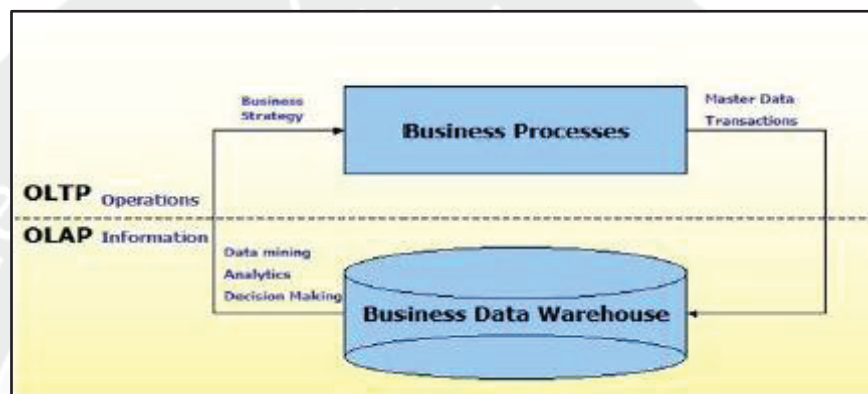 Business
Strategy
Business Processes
Master Data
Transactions
OLTP Operations
OLAP Information
Data mining
Analytics
Decision Making
Business Data Warehouse